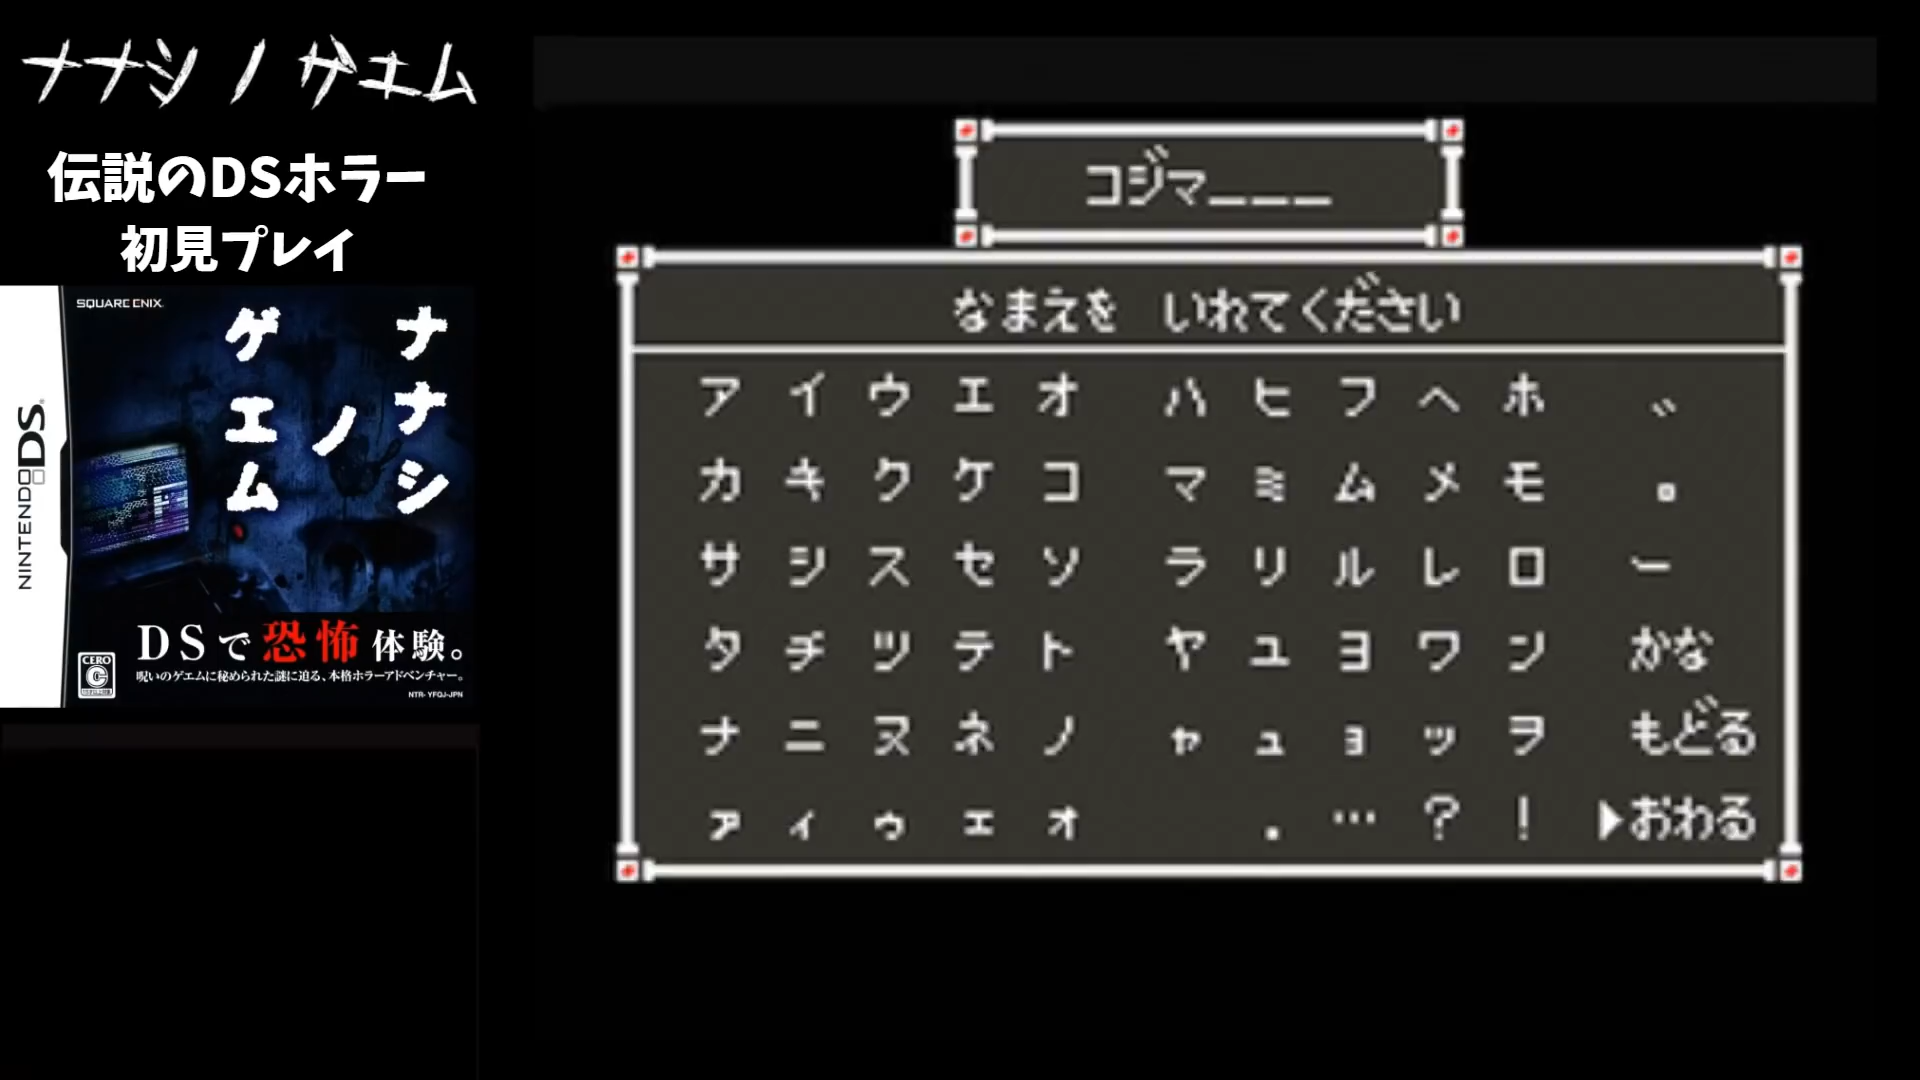 ナナシ ノ ゲエム
伝説のDSホラー
初見プレイ
SQUARE ENIX
ナナシ
ノ
ゲエム
NINTENDO DS
DSで恐怖体験。
呪いのゲエムに秘められた謎に迫る、本格ホラーアドベンチャー。
CERO
C
NTR-YFQJ-JPN
コジマ___
なまえを いれてください
ア イ ウ エ オ ハ ヒ フ ヘ ホ ゛
カ キ ク ケ コ マ ミ ム メ モ ゜
サ シ ス セ ソ ラ リ ル レ ロ ー
タ チ ツ テ ト ヤ ユ ヨ ワ ン かな
ナ ニ ヌ ネ ノ ャ ュ ョ ッ ヲ もどる
ァ ィ ゥ ェ ォ . … ? ! ▶おわる